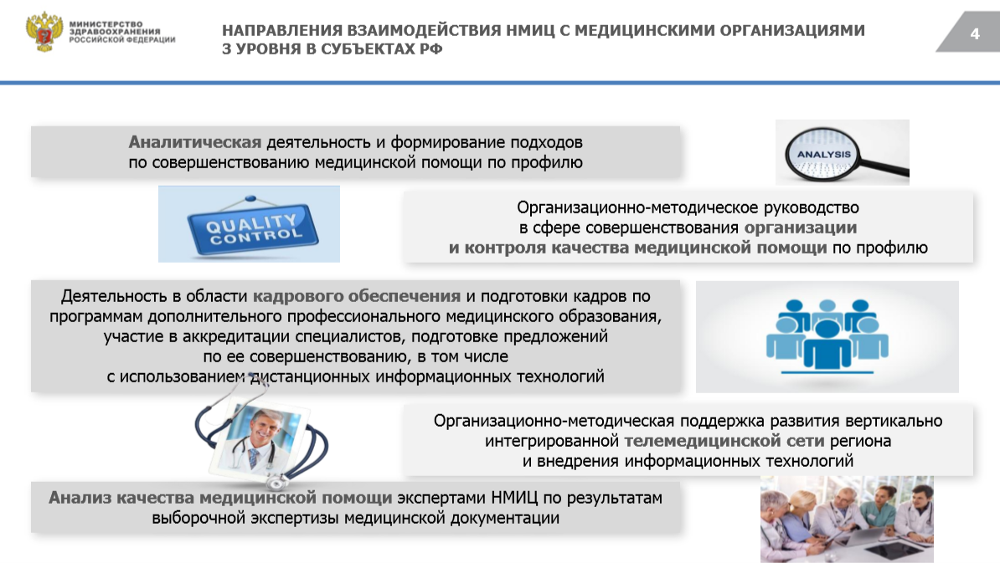 МИНИСТЕРСТВО
ЗДРАВООХРАНЕНИЯ
РОССИЙСКОЙ ФЕДЕРАЦИИ
НАПРАВЛЕНИЯ ВЗАИМОДЕЙСТВИЯ НМИЦ С МЕДИЦИНСКИМИ ОРГАНИЗАЦИЯМИ
3 УРОВНЯ В СУБЪЕКТАХ РФ
4
Аналитическая деятельность и формирование подходов
по совершенствованию медицинской помощи по профилю
ANALYSIS
QUALITY
CONTROL
Организационно-методическое руководство
в сфере совершенствования организации
и контроля качества медицинской помощи по профилю
Деятельность в области кадрового обеспечения и подготовки кадров по
программам дополнительного профессионального медицинского образования,
участие в аккредитации специалистов, подготовке предложений
по ее совершенствованию, в том числе
с использованием дистанционных информационных технологий
Организационно-методическая поддержка развития вертикально
интегрированной телемедицинской сети региона
и внедрения информационных технологий
Анализ качества медицинской помощи экспертами НМИЦ по результатам
выборочной экспертизы медицинской документации